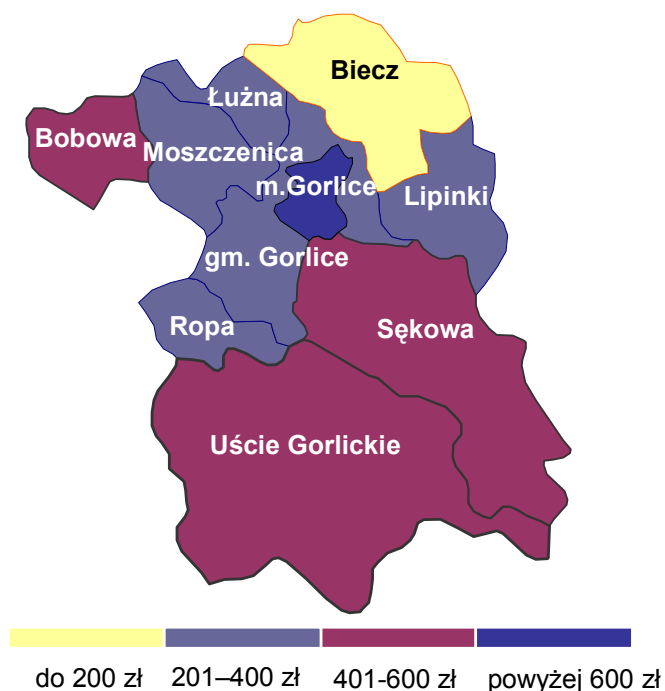 Biecz
Łużna
Bobowa
Moszczenica
m.Gorlice
Lipinki
gm. Gorlice
Ropa
Sękowa
Uście Gorlickie
do 200 zł 201–400 zł 401-600 zł powyżej 600 zł